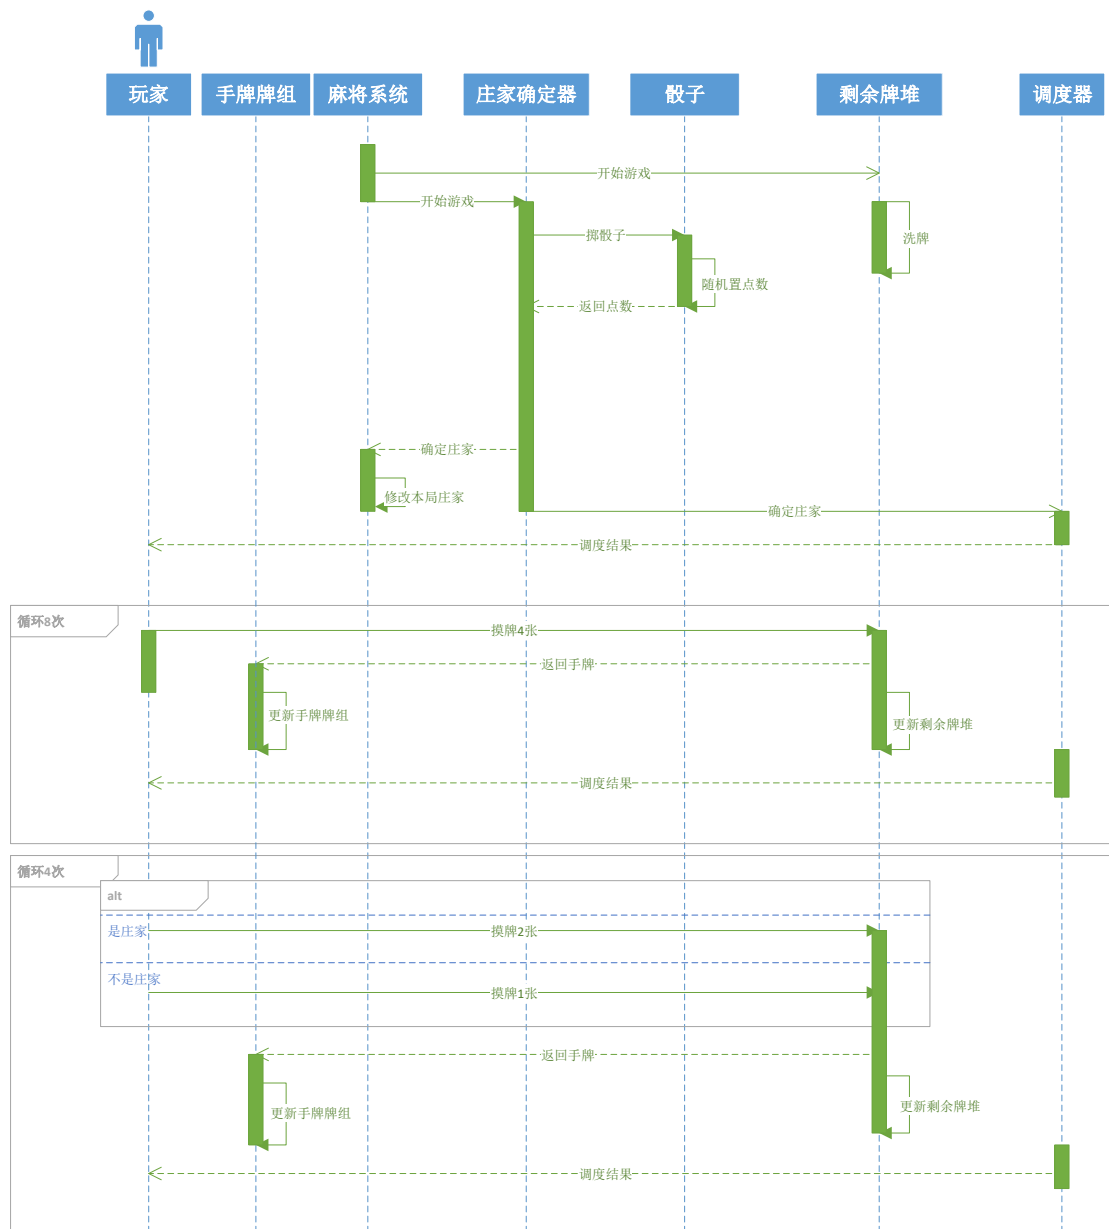 玩家
手牌牌组
麻将系统
庄家确定器
骰子
剩余牌堆
调度器
开始游戏
开始游戏
掷骰子
洗牌
随机置点数
返回点数
确定庄家
修改本局庄家
确定庄家
调度结果
循环8次
摸牌4张
返回手牌
更新手牌牌组
更新剩余牌堆
调度结果
循环4次
alt
是庄家
摸牌2张
不是庄家
摸牌1张
返回手牌
更新手牌牌组
更新剩余牌堆
调度结果